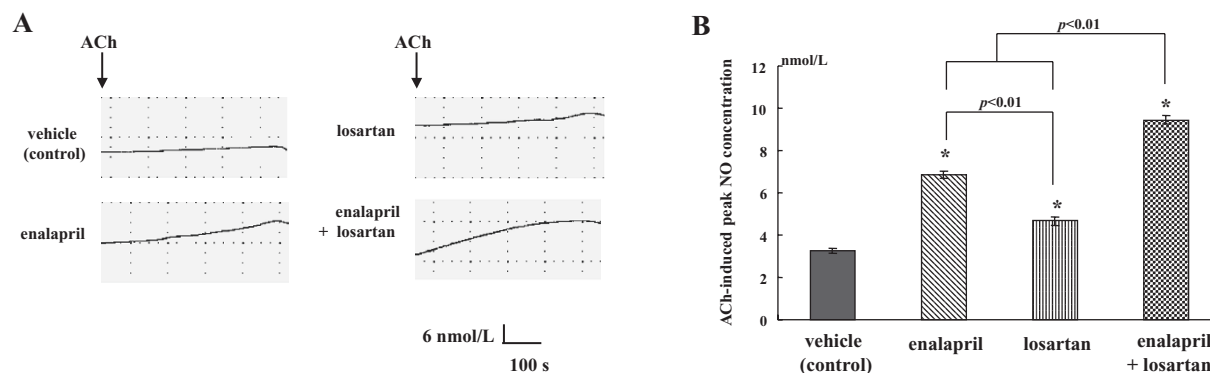 A
ACh
ACh
vehicle
(control)
losartan
enalapril
enalapril
+ losartan
6 nmol/L
100 s
B
p<0.01
p<0.01
nmol/L
ACh-induced peak NO concentration
12
10
8
6
4
2
0
*
*
*
vehicle
(control)
enalapril
losartan
enalapril
+ losartan